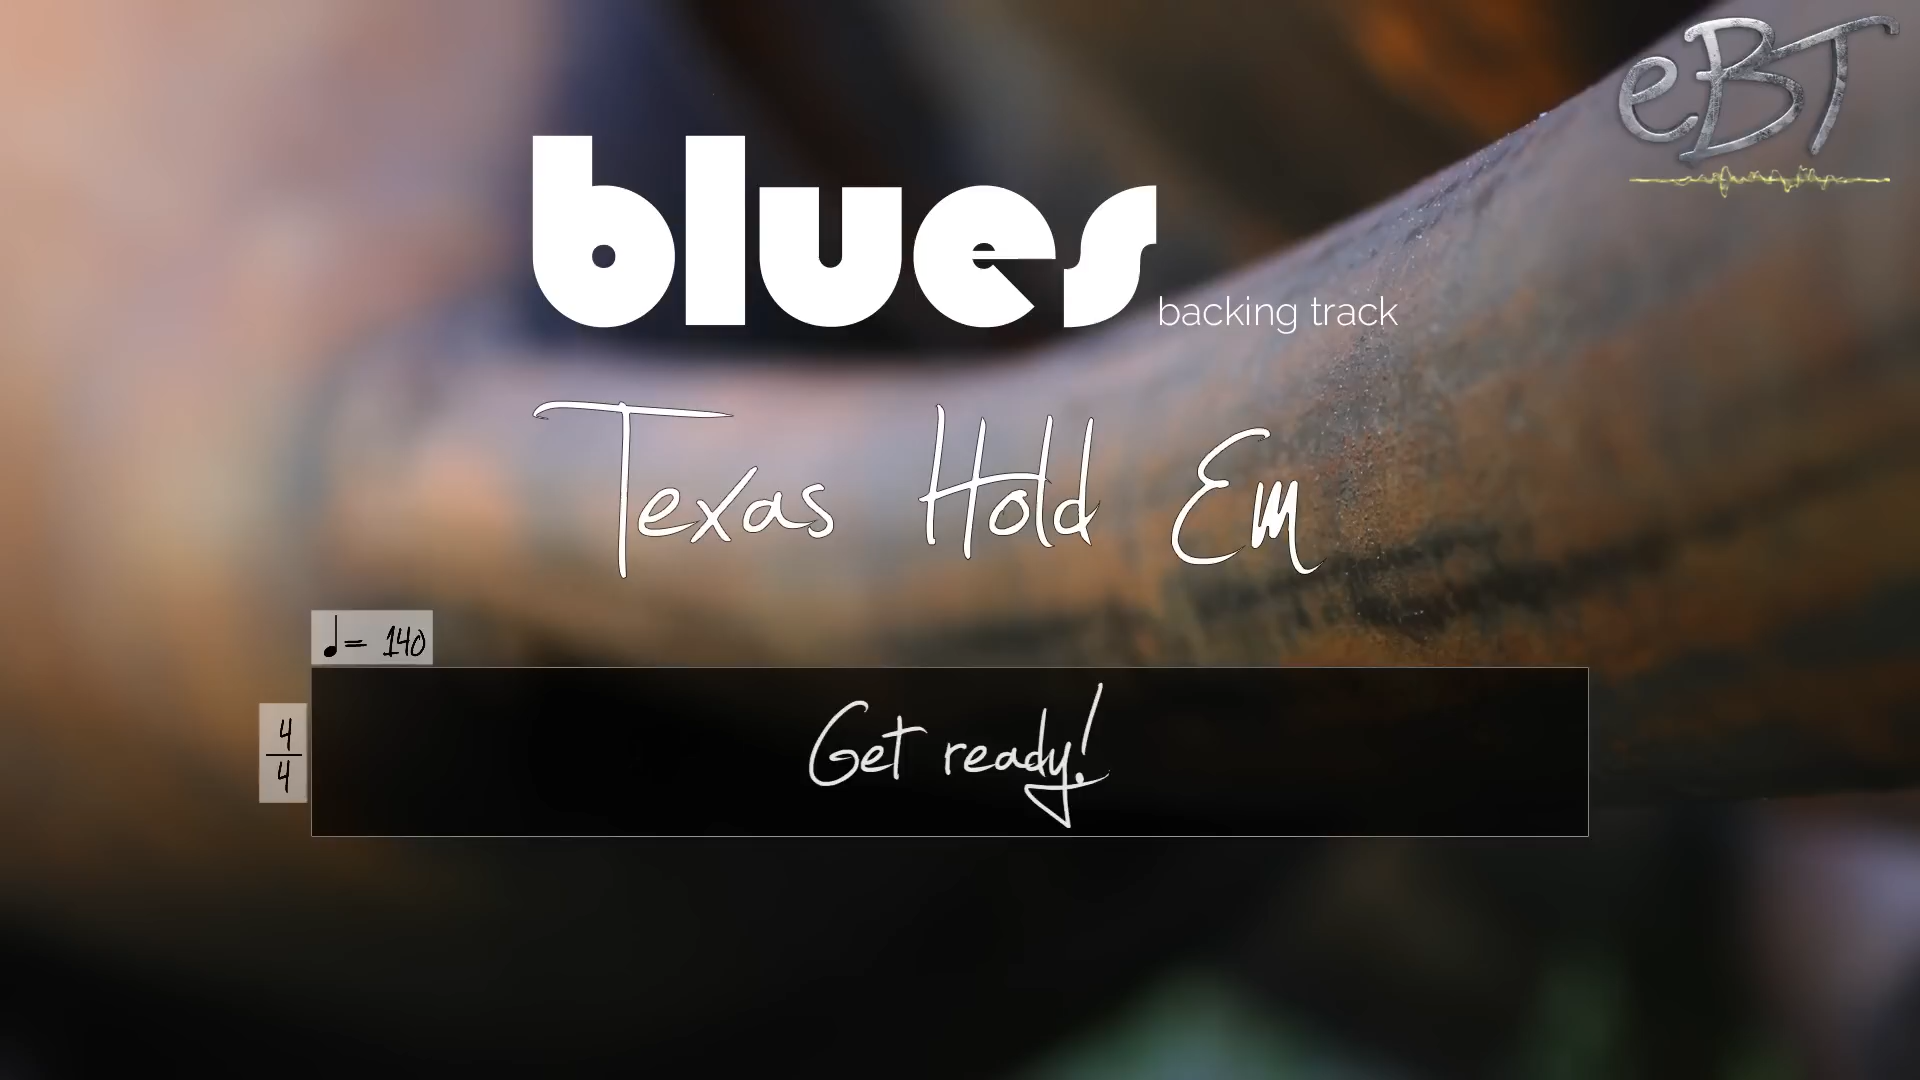 eBT
blues
backing track
Texas Hold Em
♩= 140
4
4
Get ready!